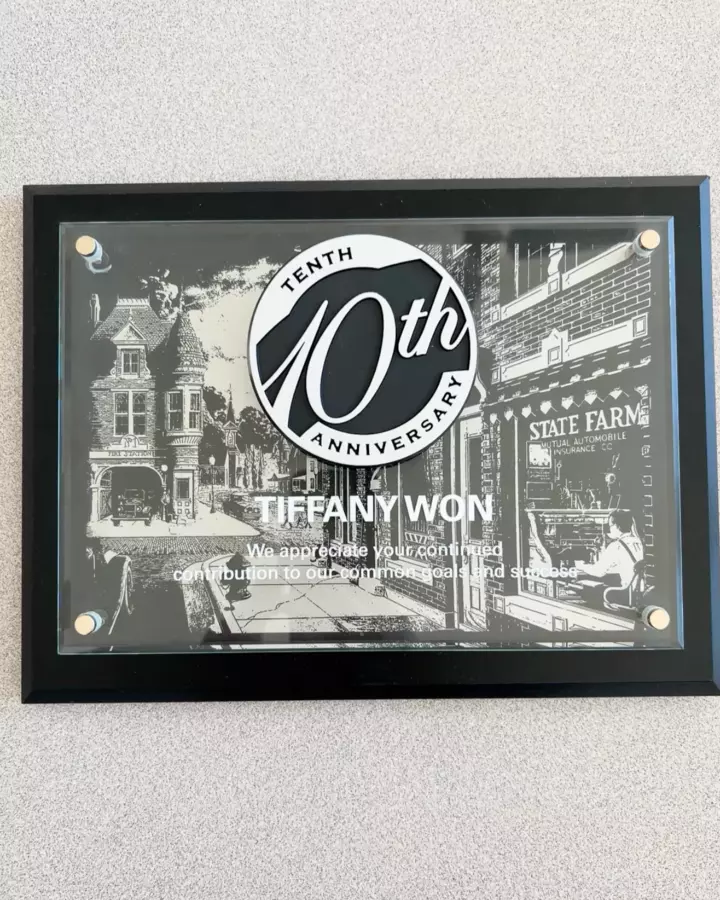 TENTH
10th
ANNIVERSARY
STATE FARM
MUTUAL AUTOMOBILE
INSURANCE CO
TIFFANY WON
We appreciate your continued
contribution to our common goals and success